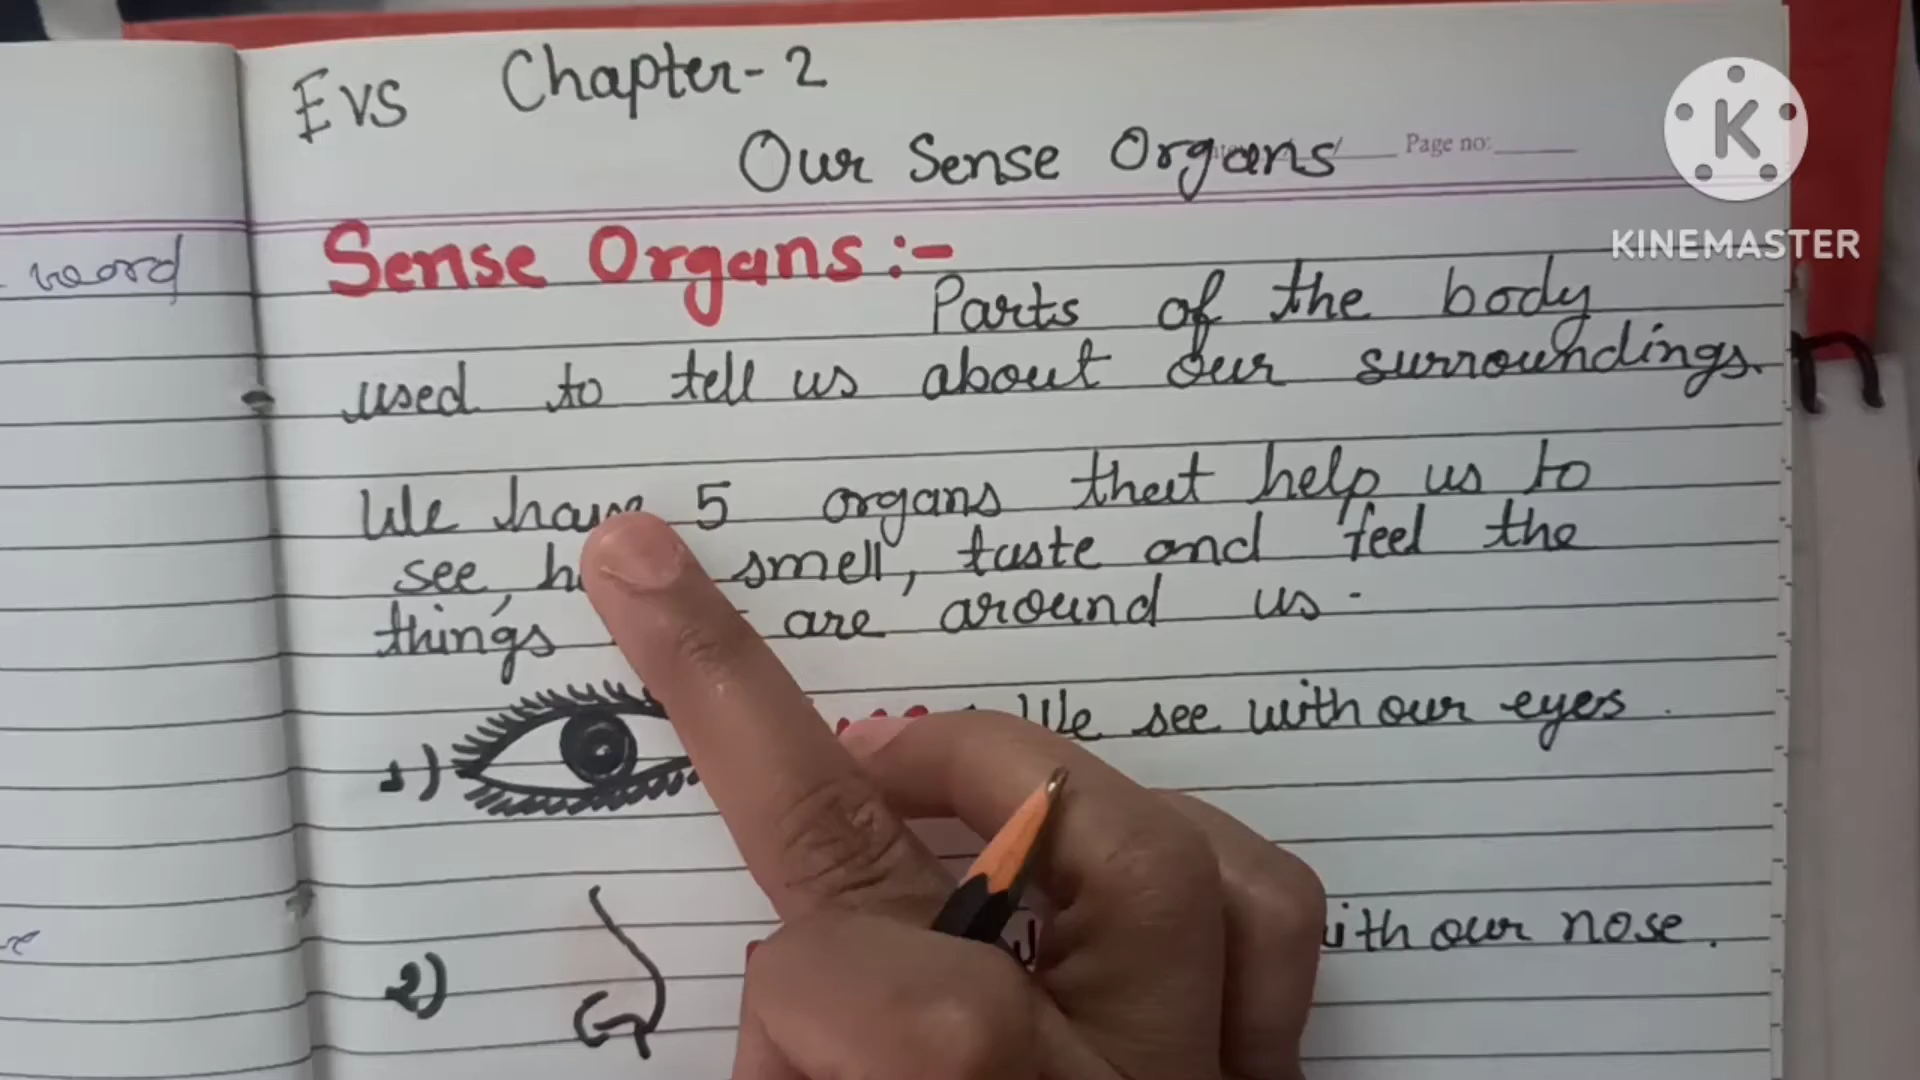 EVS Chapter-2
Our Sense Organs
Page no:
KINEMASTER
word
Sense Organs:-
Parts of the body
used to tell us about our surroundings.
We have 5 organs that help us to
see, smell, taste and feel the
things are around us.
1) We see with our eyes.
2) with our nose.